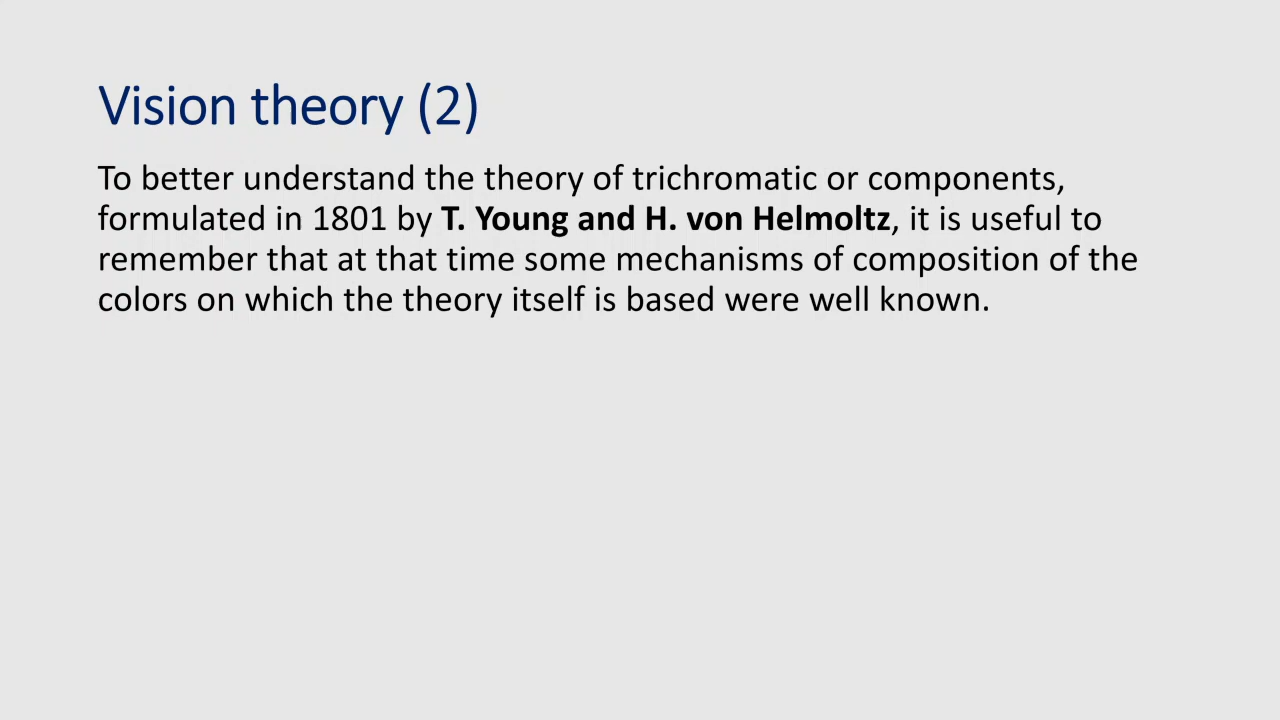 Vision theory (2)
To better understand the theory of trichromatic or components,
formulated in 1801 by T. Young and H. von Helmoltz, it is useful to
remember that at that time some mechanisms of composition of the
colors on which the theory itself is based were well known.